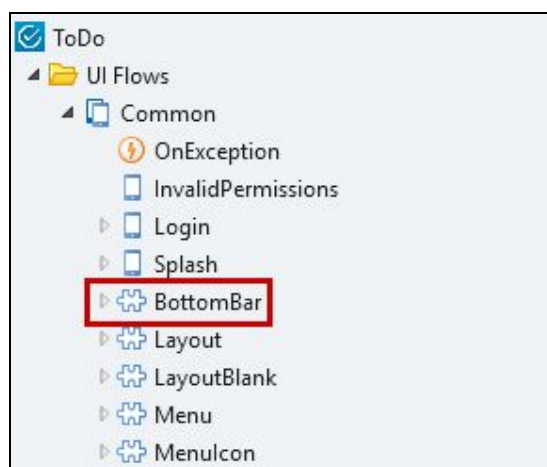 ToDo
UI Flows
Common
OnException
InvalidPermissions
Login
Splash
BottomBar
Layout
LayoutBlank
Menu
MenuIcon